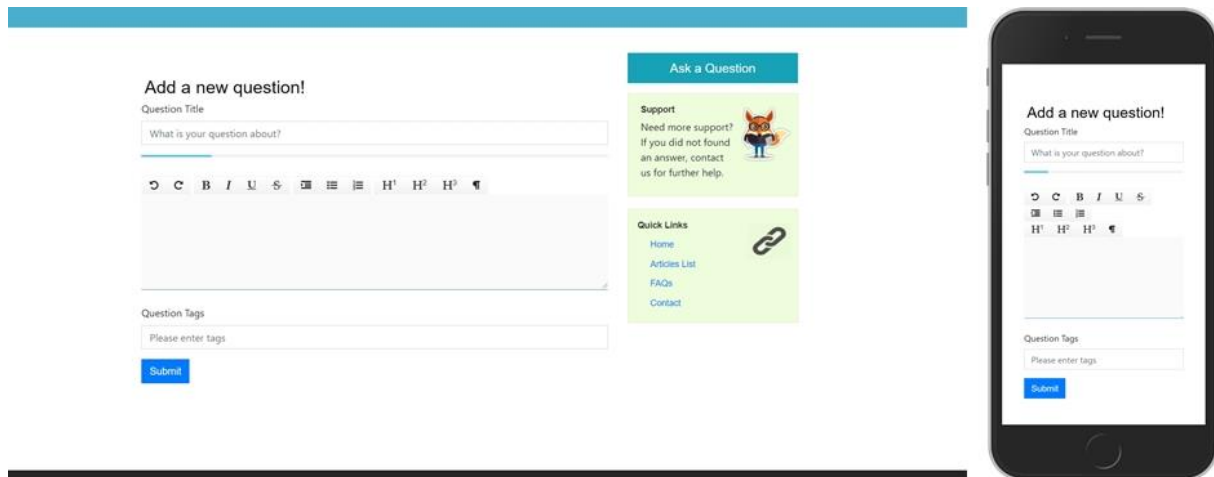 Add a new question!
Question Title
What is your question about?
B I U S H¹ H² H³ ¶
Question Tags
Please enter tags
Submit
Ask a Question
Support
Need more support?
If you did not found
an answer, contact
us for further help.
Quick Links
Home
Articles List
FAQs
Contact
Add a new question!
Question Title
What is your question about?
B I U S
H¹ H² H³ ¶
Question Tags
Please enter tags
Submit